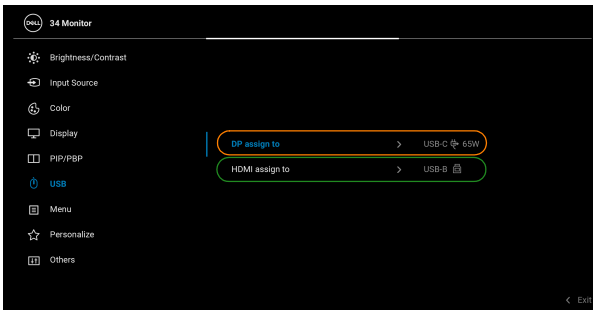 DELL
34 Monitor
Brightness/Contrast
Input Source
Color
Display
DP assign to > USB-C 65W
PIP/PBP
HDMI assign to > USB-B
USB
Menu
Personalize
Others
< Exit